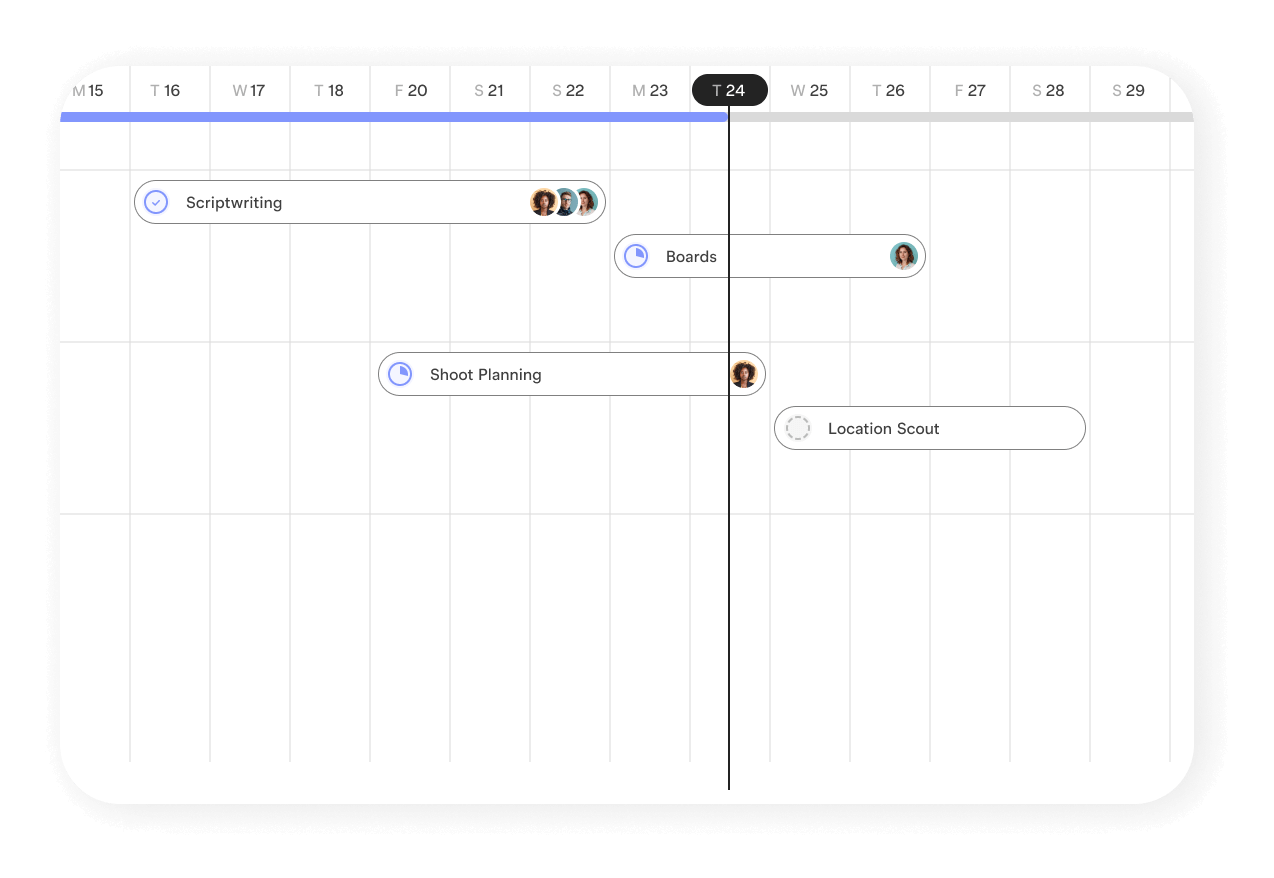 M 15 T 16 W 17 T 18 F 20 S 21 S 22 M 23 T 24 W 25 T 26 F 27 S 28 S 29
Scriptwriting
Boards
Shoot Planning
Location Scout